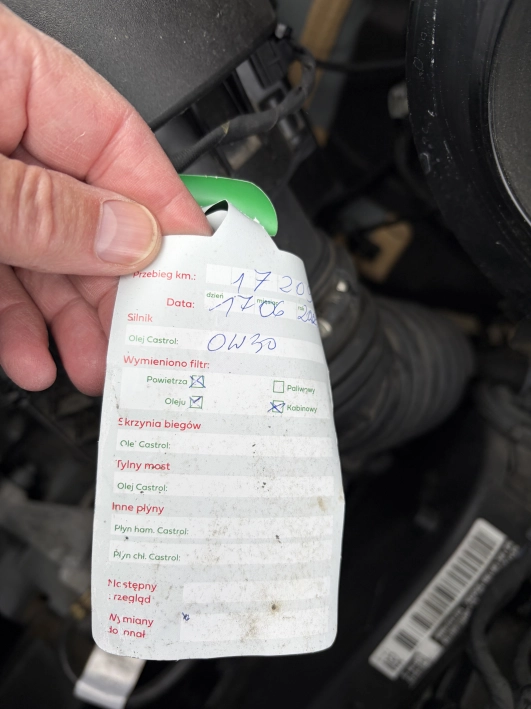 Przebieg km.: 17 20
Data: dzień miesiąc rok 17 06
Silnik
Olej Castrol: 0W30
Wymieniono filtr:
Powietrza Paliwowy
Oleju Kabinowy
Skrzynia biegów
Olej Castrol:
Tylny most
Olej Castrol:
Inne płyny
Płyn ham. Castrol:
Płyn chł. Castrol:
Następny
przegląd
Wymiany